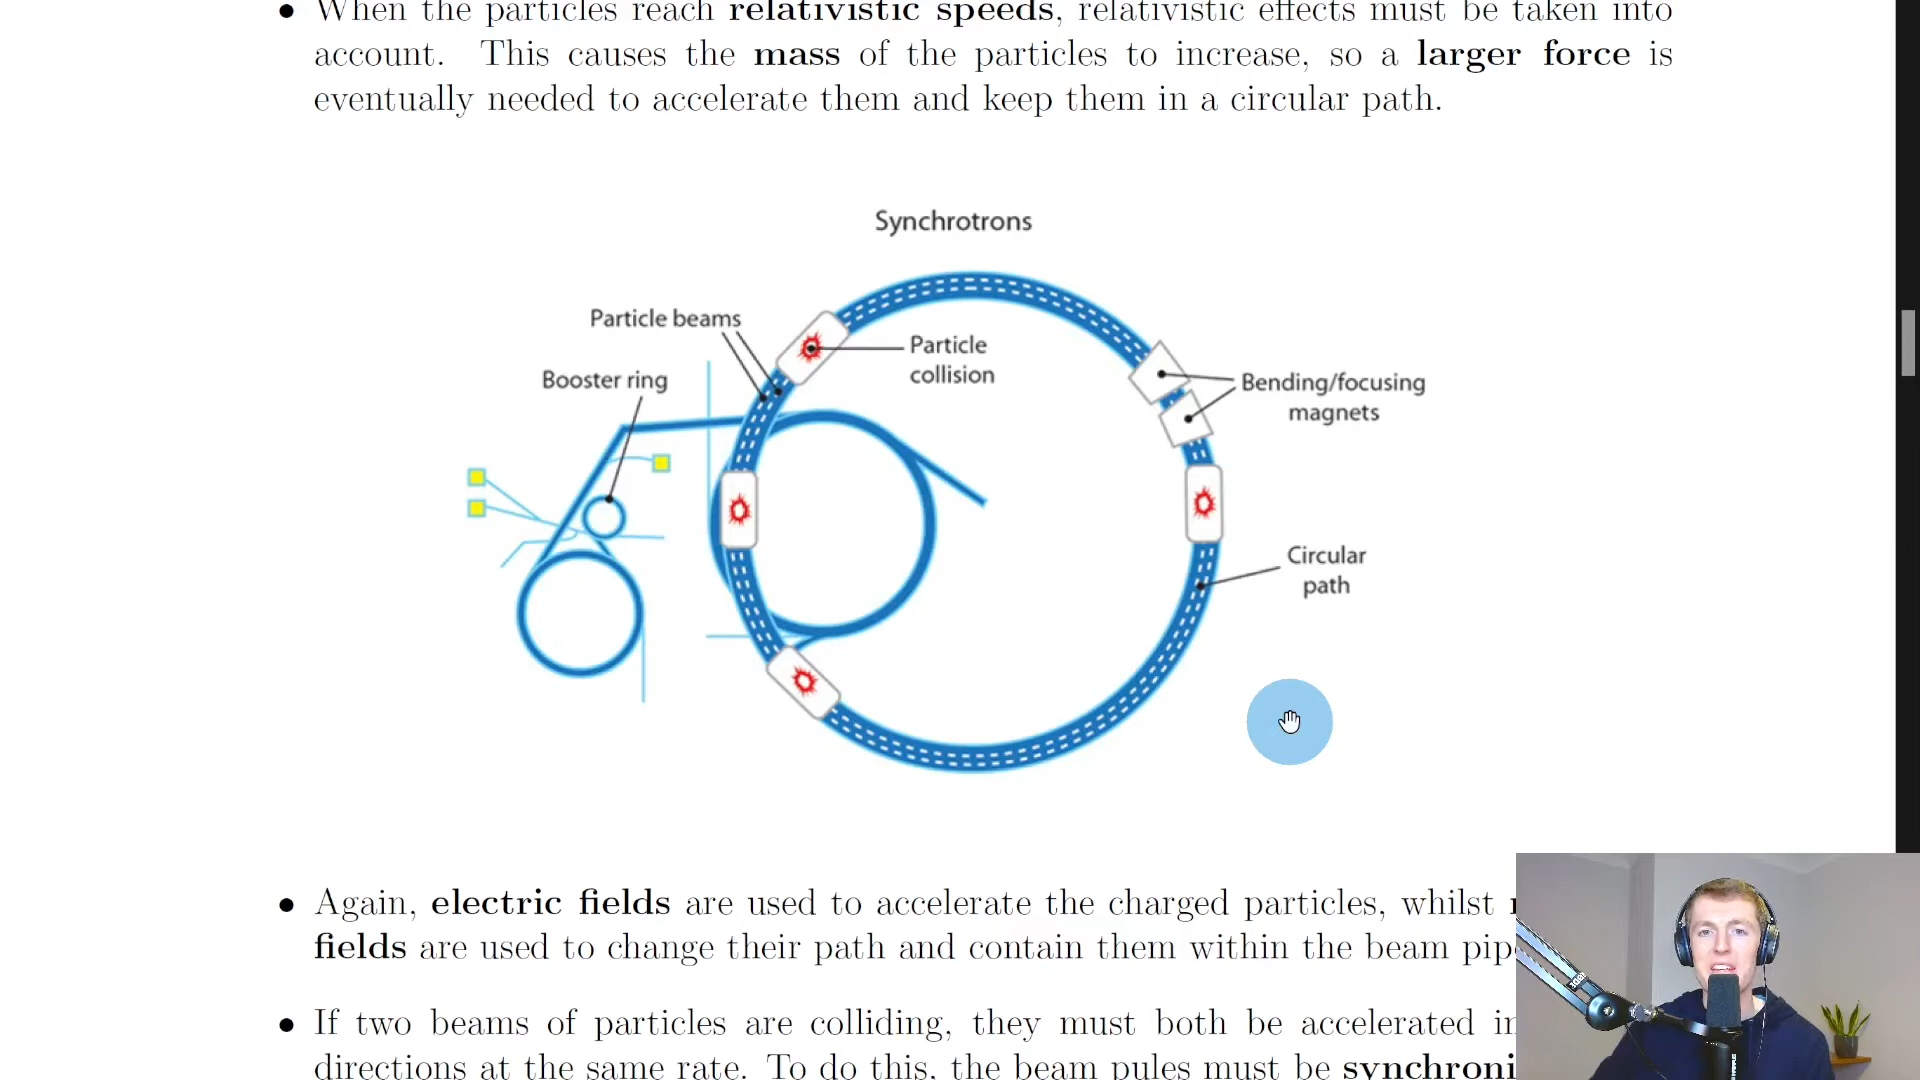 • When the particles reach relativistic speeds, relativistic effects must be taken into
account. This causes the mass of the particles to increase, so a larger force is
eventually needed to accelerate them and keep them in a circular path.
Synchrotrons
Particle beams
Particle
collision
Booster ring
Bending/focusing
magnets
Circular
path
• Again, electric fields are used to accelerate the charged particles, whilst
fields are used to change their path and contain them within the beam pip
• If two beams of particles are colliding, they must both be accelerated in
directions at the same rate. To do this, the beam pules must be synchroni
RØDE